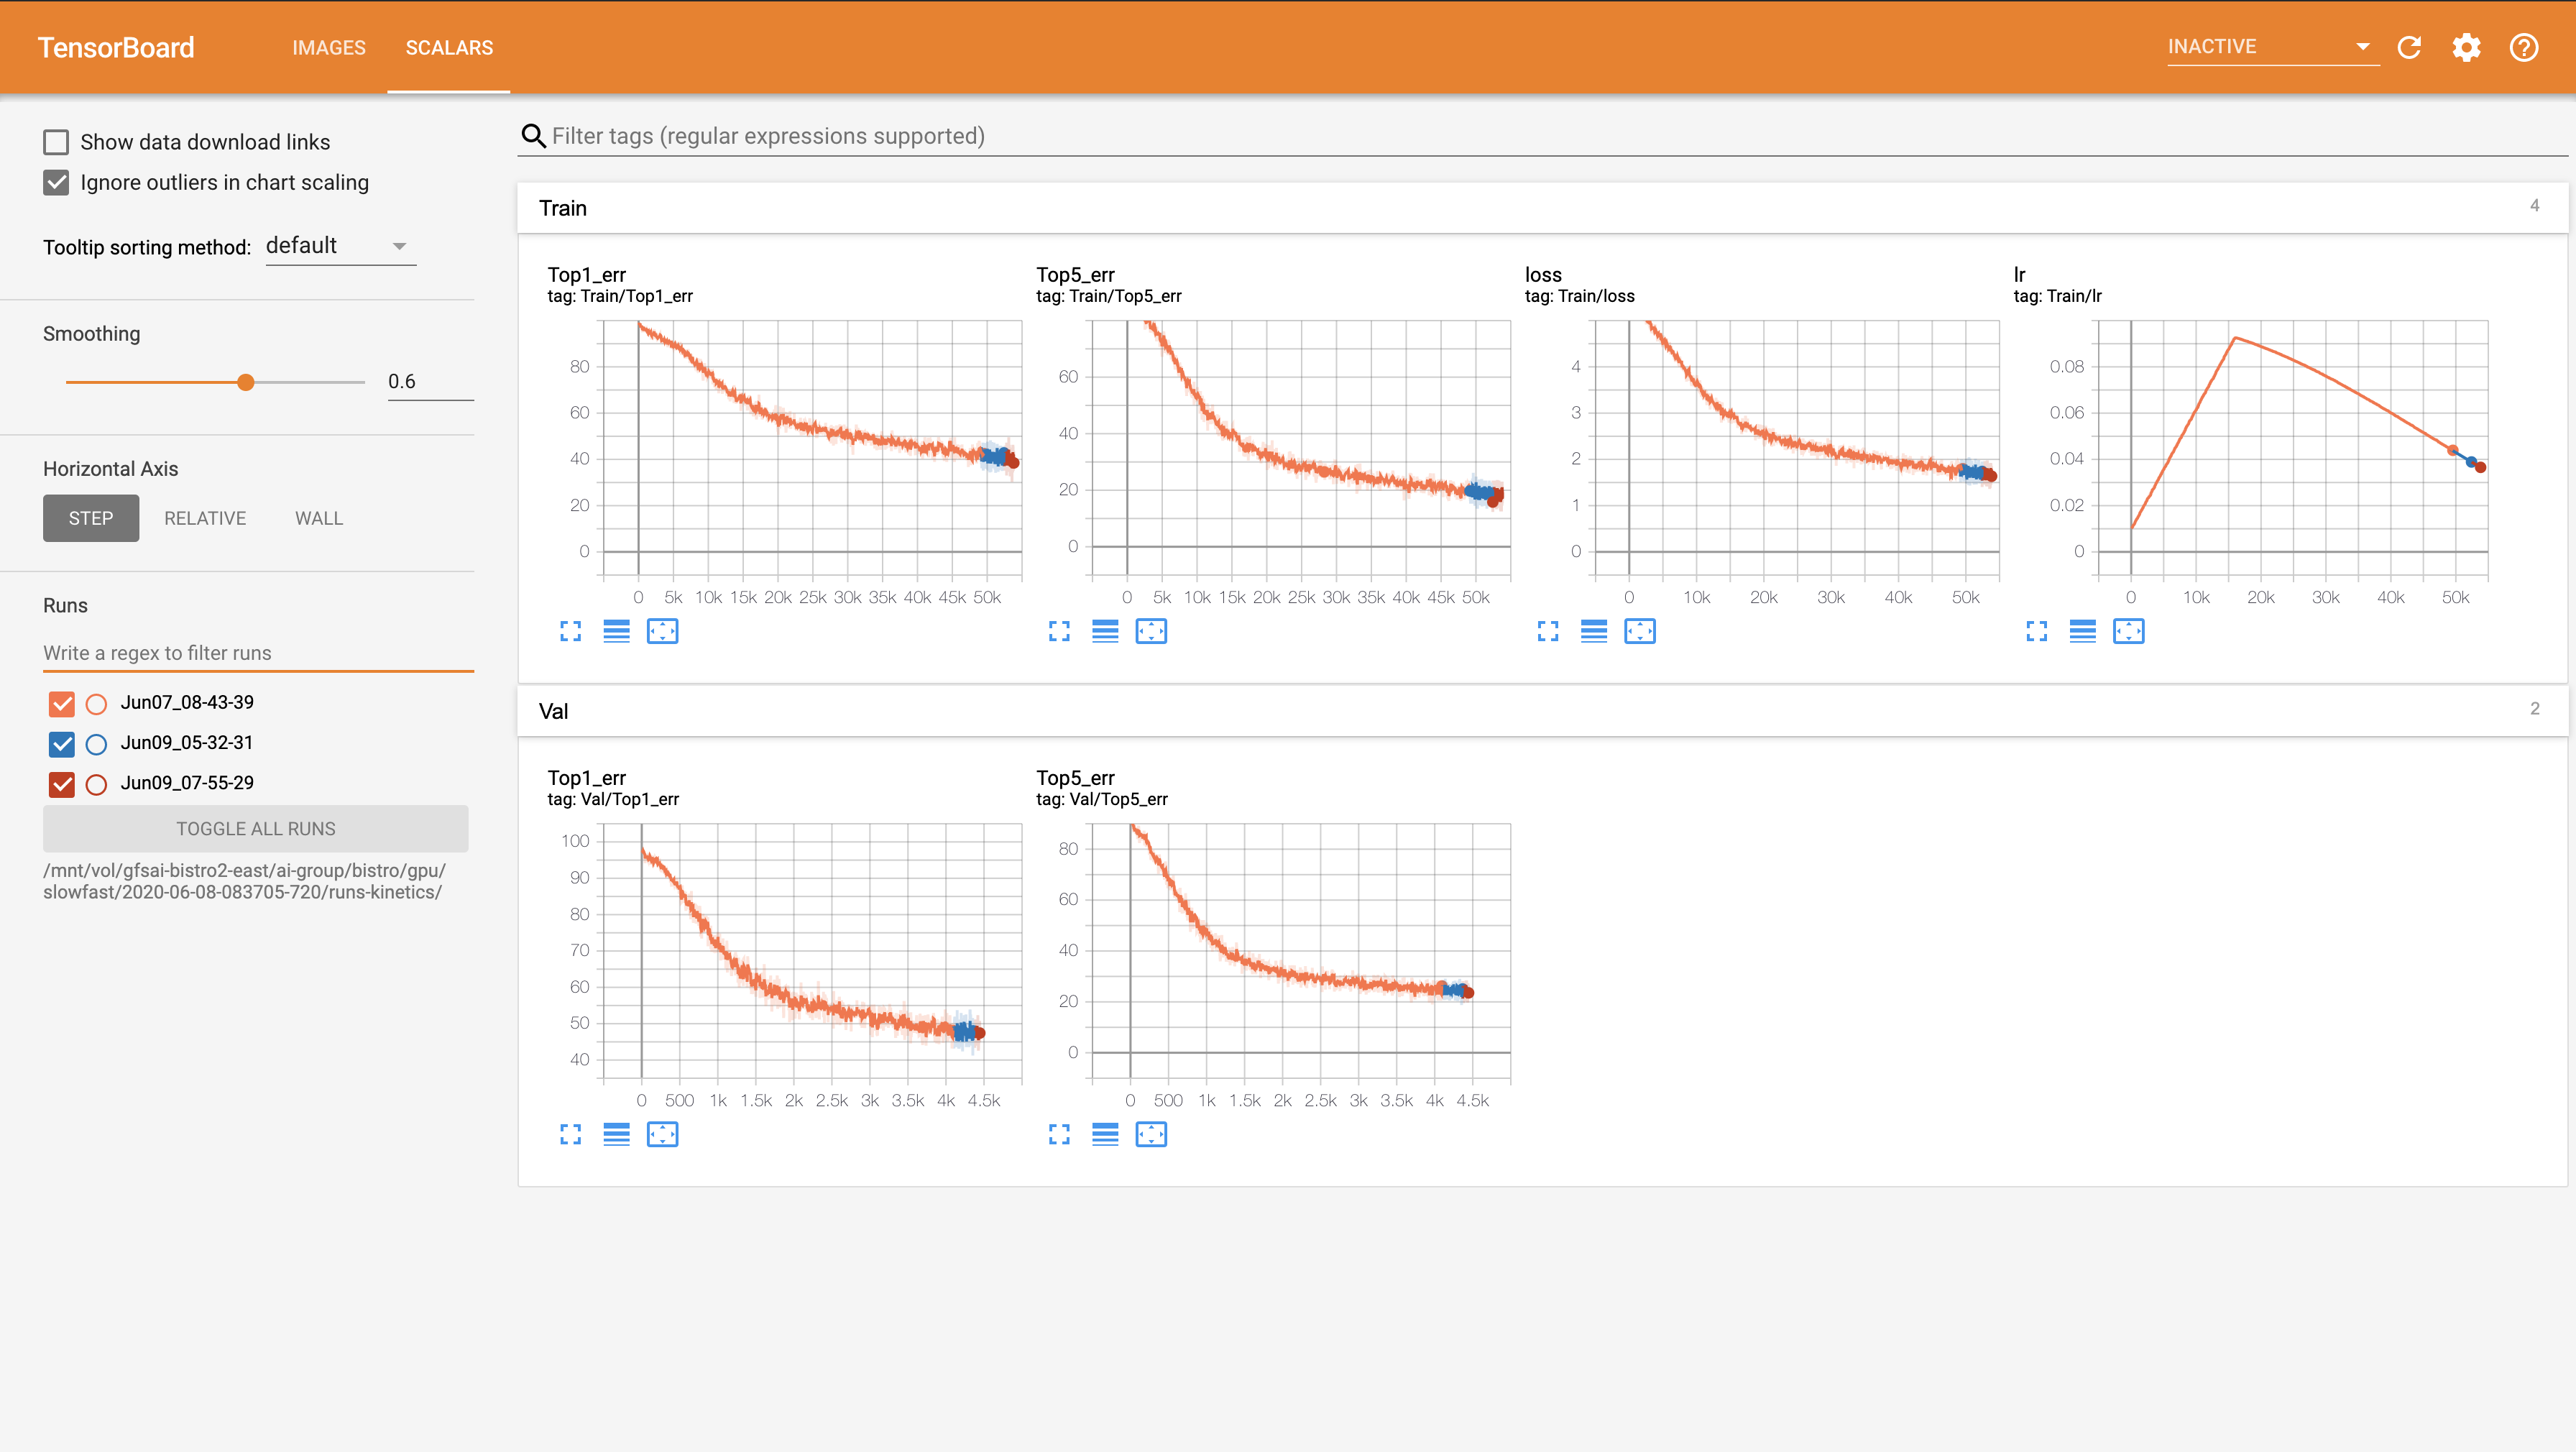 TensorBoard IMAGES SCALARS INACTIVE
Show data download links
Ignore outliers in chart scaling
Tooltip sorting method: default
Smoothing
0.6
Horizontal Axis
STEP RELATIVE WALL
Runs
Write a regex to filter runs
Jun07_08-43-39
Jun09_05-32-31
Jun09_07-55-29
TOGGLE ALL RUNS
/mnt/vol/gfsai-bistro2-east/ai-group/bistro/gpu/
slowfast/2020-06-08-083705-720/runs-kinetics/
Filter tags (regular expressions supported)
Train 4
Top1_err
tag: Train/Top1_err
80
60
40
20
0
0 5k 10k 15k 20k 25k 30k 35k 40k 45k 50k
Top5_err
tag: Train/Top5_err
60
40
20
0
0 5k 10k 15k 20k 25k 30k 35k 40k 45k 50k
loss
tag: Train/loss
4
3
2
1
0
0 10k 20k 30k 40k 50k
lr
tag: Train/lr
0.08
0.06
0.04
0.02
0
0 10k 20k 30k 40k 50k
Val 2
Top1_err
tag: Val/Top1_err
100
90
80
70
60
50
40
0 500 1k 1.5k 2k 2.5k 3k 3.5k 4k 4.5k
Top5_err
tag: Val/Top5_err
80
60
40
20
0
0 500 1k 1.5k 2k 2.5k 3k 3.5k 4k 4.5k